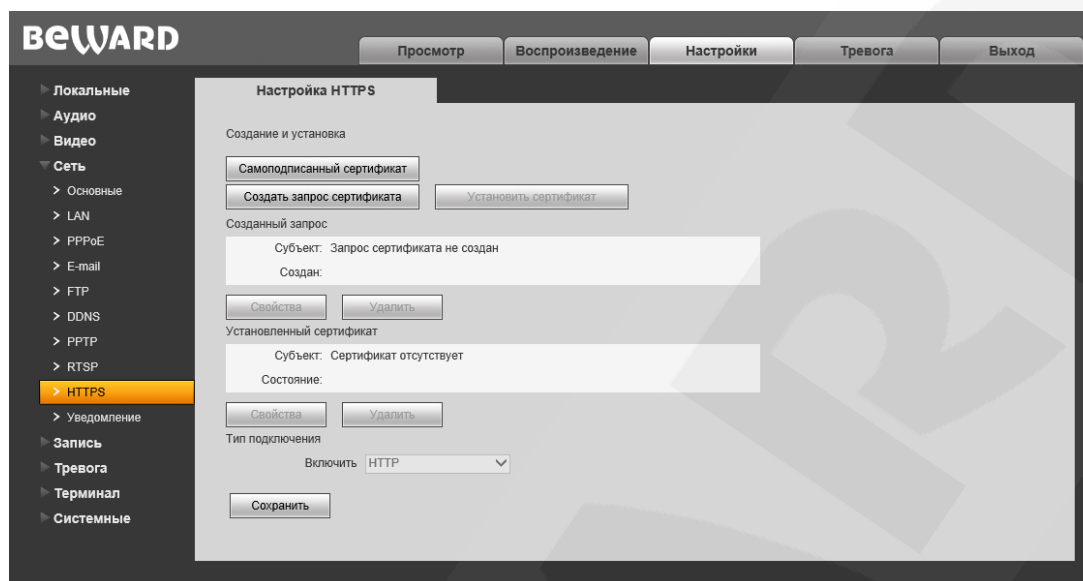 BEWARD
Просмотр Воспроизведение Настройки Тревога Выход
Локальные
Аудио
Видео
Сеть
> Основные
> LAN
> PPPoE
> E-mail
> FTP
> DDNS
> PPTP
> RTSP
> HTTPS
> Уведомление
Запись
Тревога
Терминал
Системные
Настройка HTTPS
Создание и установка
Самоподписанный сертификат
Создать запрос сертификата Установить сертификат
Созданный запрос
Субъект: Запрос сертификата не создан
Создан:
Свойства Удалить
Установленный сертификат
Субъект: Сертификат отсутствует
Состояние:
Свойства Удалить
Тип подключения
Включить HTTP
Сохранить